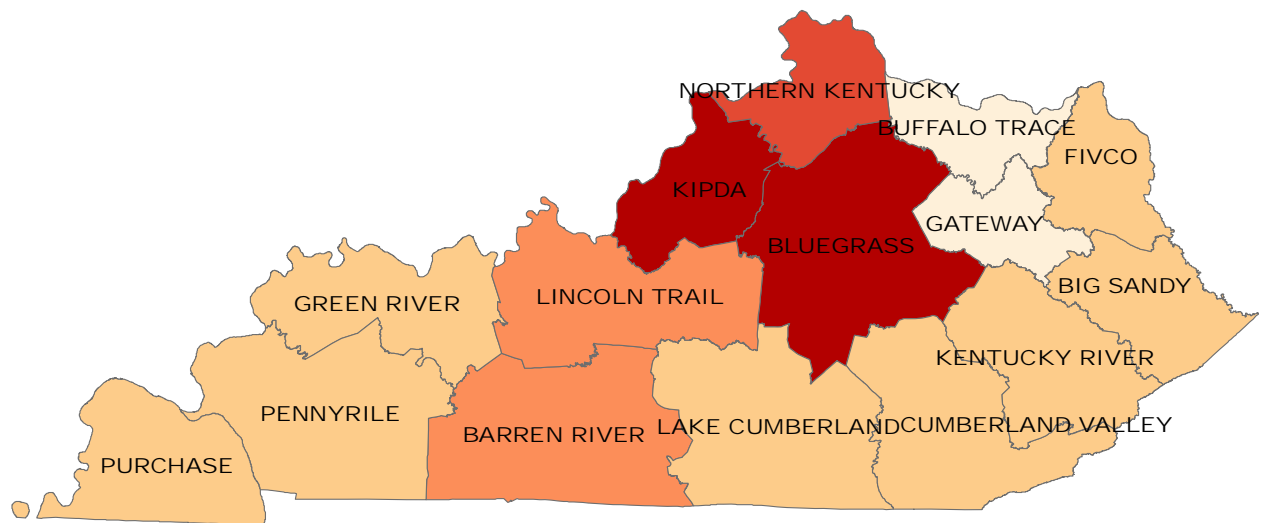 NORTHERN KENTUCKY
BUFFALO TRACE
FIVCO
KIPDA
GATEWAY
BLUEGRASS
BIG SANDY
LINCOLN TRAIL
GREEN RIVER
KENTUCKY RIVER
PENNYRILE
CUMBERLAND VALLEY
LAKE CUMBERLAND
BARREN RIVER
PURCHASE